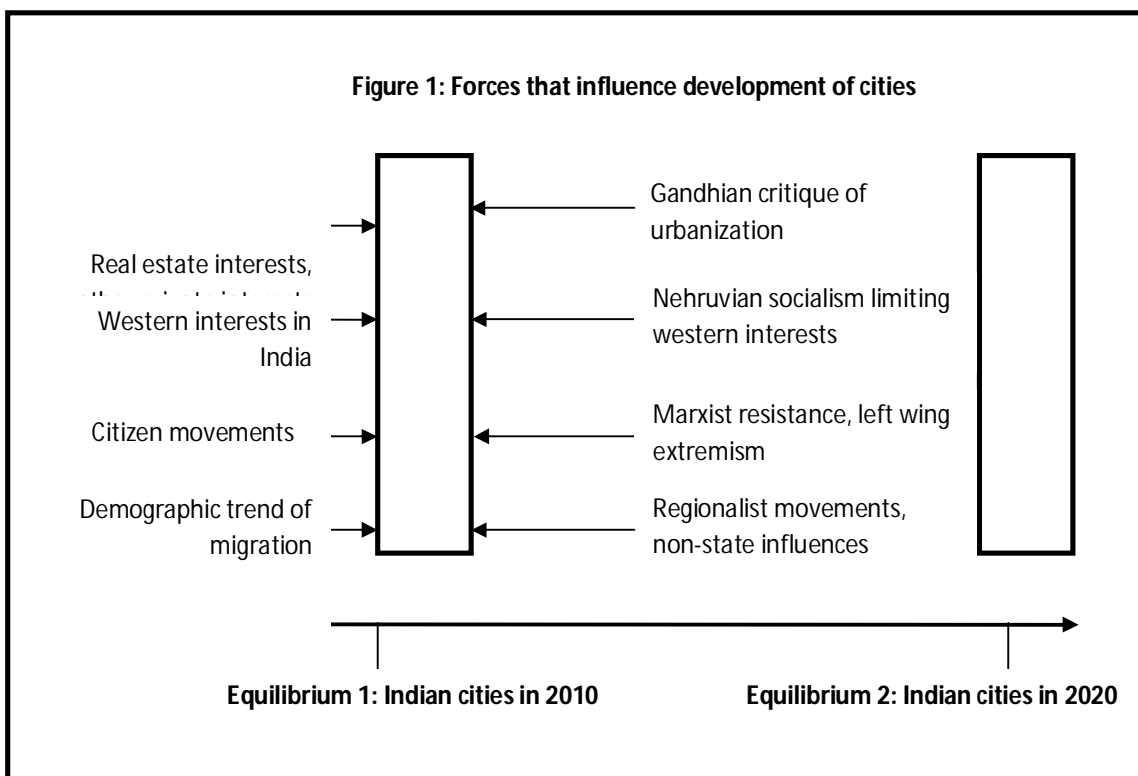 Figure 1: Forces that influence development of cities
Real estate interests,
Western interests in
India
Citizen movements
Demographic trend of
migration
Gandhian critique of
urbanization
Nehruvian socialism limiting
western interests
Marxist resistance, left wing
extremism
Regionalist movements,
non-state influences
Equilibrium 1: Indian cities in 2010
Equilibrium 2: Indian cities in 2020